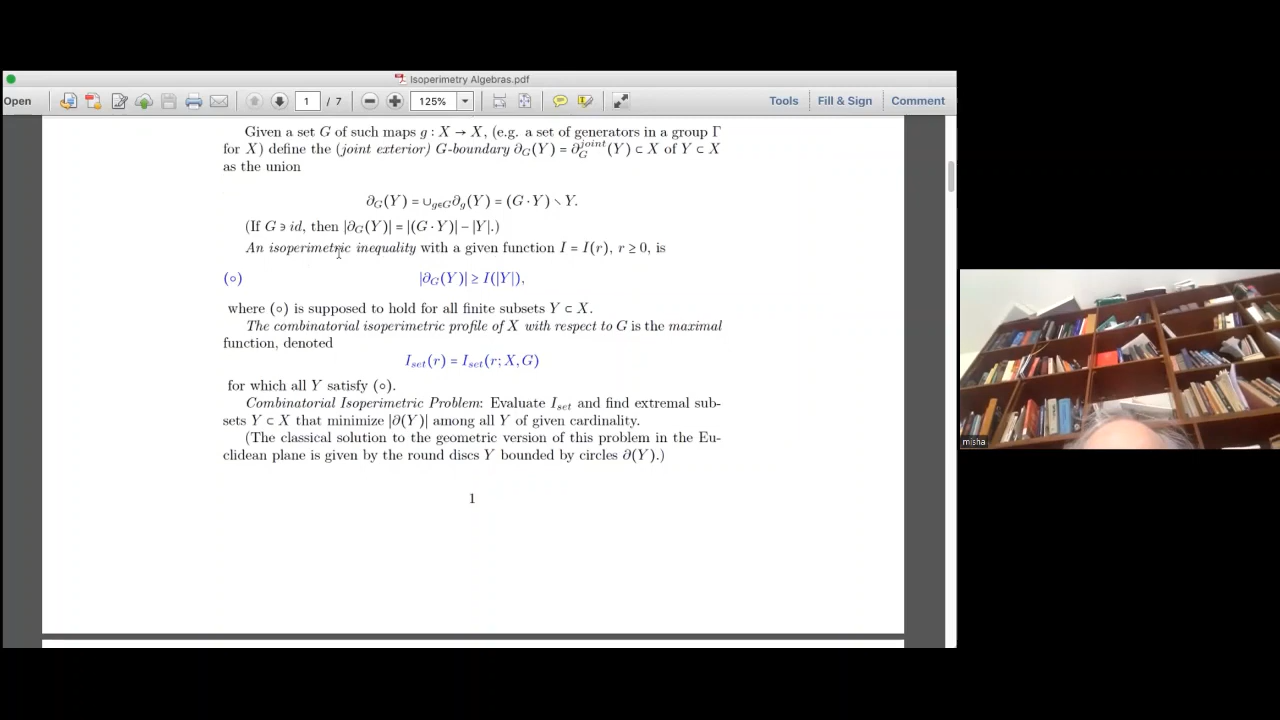 Isoperimetry Algebras.pdf
Open 1 / 7 125% Tools Fill & Sign Comment
Given a set G of such maps g : X → X, (e.g. a set of generators in a group Γ
for X) define the (joint exterior) G-boundary ∂_G(Y) = ∂_G^{joint}(Y) ⊂ X of Y ⊂ X
as the union
∂_G(Y) = ∪_{g∈G}∂_g(Y) = (G · Y) ∖ Y.
(If G ∋ id, then |∂_G(Y)| = |(G · Y)| − |Y|.)
An isoperimetric inequality with a given function I = I(r), r ≥ 0, is
(○) |∂_G(Y)| ≥ I(|Y|),
where (○) is supposed to hold for all finite subsets Y ⊂ X.
The combinatorial isoperimetric profile of X with respect to G is the maximal
function, denoted
I_{set}(r) = I_{set}(r; X, G)
for which all Y satisfy (○).
Combinatorial Isoperimetric Problem: Evaluate I_{set} and find extremal sub-
sets Y ⊂ X that minimize |∂(Y)| among all Y of given cardinality.
(The classical solution to the geometric version of this problem in the Eu-
clidean plane is given by the round discs Y bounded by circles ∂(Y).)
1
misha